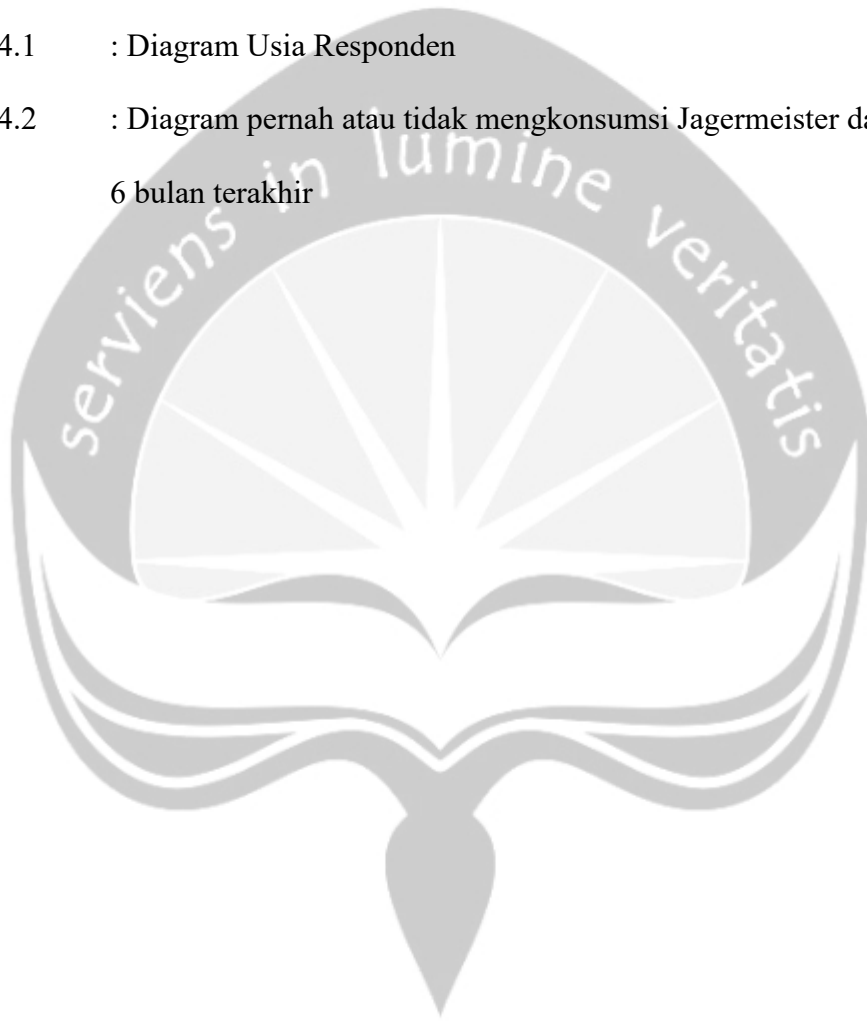 4.1 : Diagram Usia Responden
4.2 : Diagram pernah atau tidak mengkonsumsi Jagermeister
6 bulan terakhir
serviens in lumine veritatis